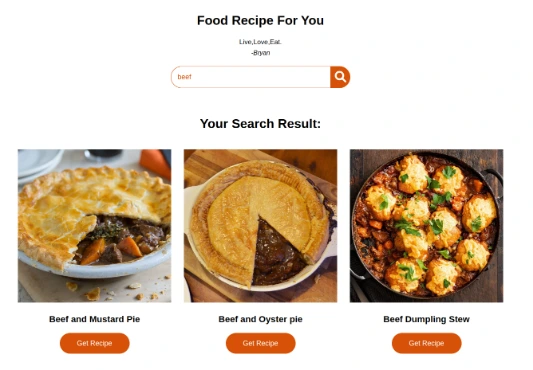 Food Recipe For You
Live,Love,Eat.
-Bryan
beef
Your Search Result:
Beef and Mustard Pie
Beef and Oyster pie
Beef Dumpling Stew
Get Recipe
Get Recipe
Get Recipe